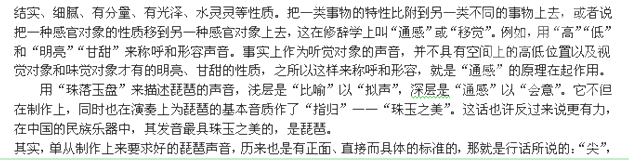 结实、细腻、有分量、有光泽、水灵灵等性质。把一类事物的特性比附到另一类不同的事物上去，或者说
把一种感官对象的性质移到另一种感官对象上去，这在修辞学上叫“通感”或“移觉”。例如，用“高”“低”
和“明亮”“甘甜”来称呼和形容声音。事实上作为听觉对象的声音，并不具有空间上的高低位置以及视
觉对象和味觉对象才有的明亮、甘甜的性质，之所以这样来称呼和形容，就是“通感”的原理在起作用。
用“珠落玉盘”来描述琵琶的声音，浅层是“比喻”以“拟声”，深层是“通感”以“会意”。它不但
在制作上，同时也在演奏上为琵琶的基本音质作了“指归”——“珠玉之美”。这话也许反过来说更有力，
在中国的民族乐器中，其发音最具珠玉之美的，是琵琶。
其实，单从制作上来要求好的琵琶声音，历来也是有正面、直接而具体的标准的，那就是行话所说的：“尖”，